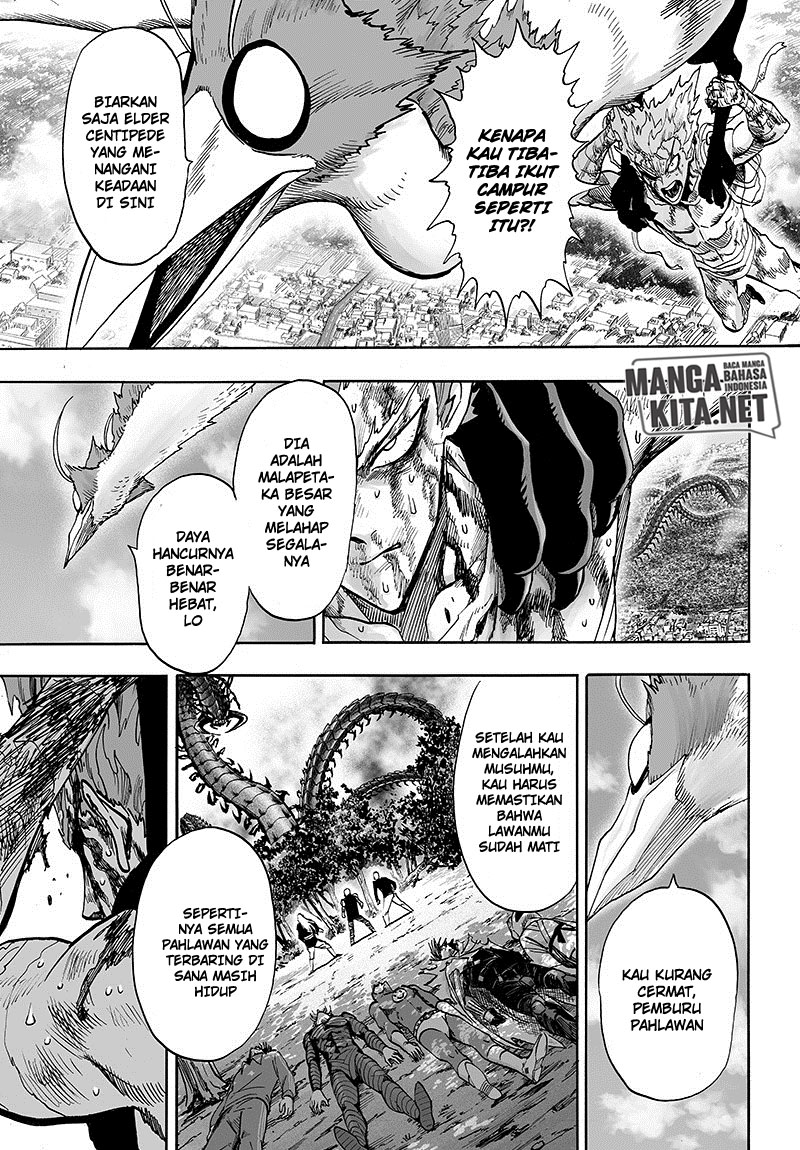 KENAPA
KAU TIBA-
TIBA IKUT
CAMPUR
SEPERTI
ITU?!
BIARKAN
SAJA ELDER
CENTIPEDE
YANG ME-
NANGANI
KEADAAN
DI SINI
MANGA
KITA.NET
BACA MANGA
BAHASA
INDONESIA
DIA
ADALAH
MALAPETA-
KA BESAR
YANG
MELAHAP
SEGALA-
NYA
DAYA
HANCURNYA
BENAR-
BENAR
HEBAT,
LO
KAU KURANG
CERMAT,
PEMBURU
PAHLAWAN
SETELAH KAU
MENGALAHKAN
MUSUHMU,
KAU HARUS
MEMASTIKAN
BAHWA
LAWANMU
SUDAH MATI
SEPERTI-
NYA SEMUA
PAHLAWAN YANG
TERBARING DI
SANA MASIH
HIDUP